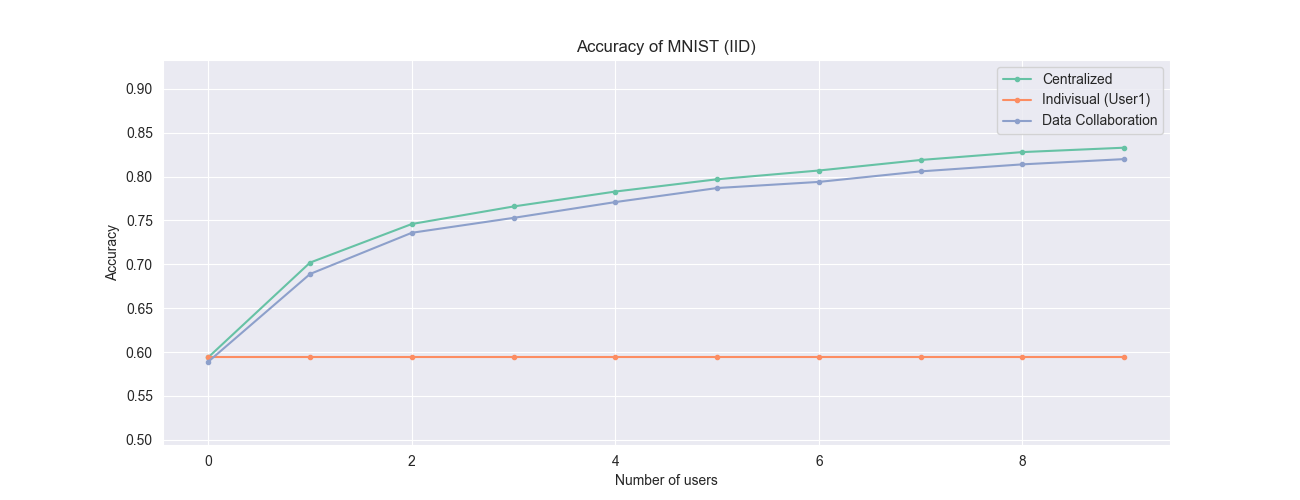 Accuracy of MNIST (IID)
Centralized
Indivisual (User1)
Data Collaboration
Accuracy
0.90
0.85
0.80
0.75
0.70
0.65
0.60
0.55
0.50
0
2
4
6
8
Number of users